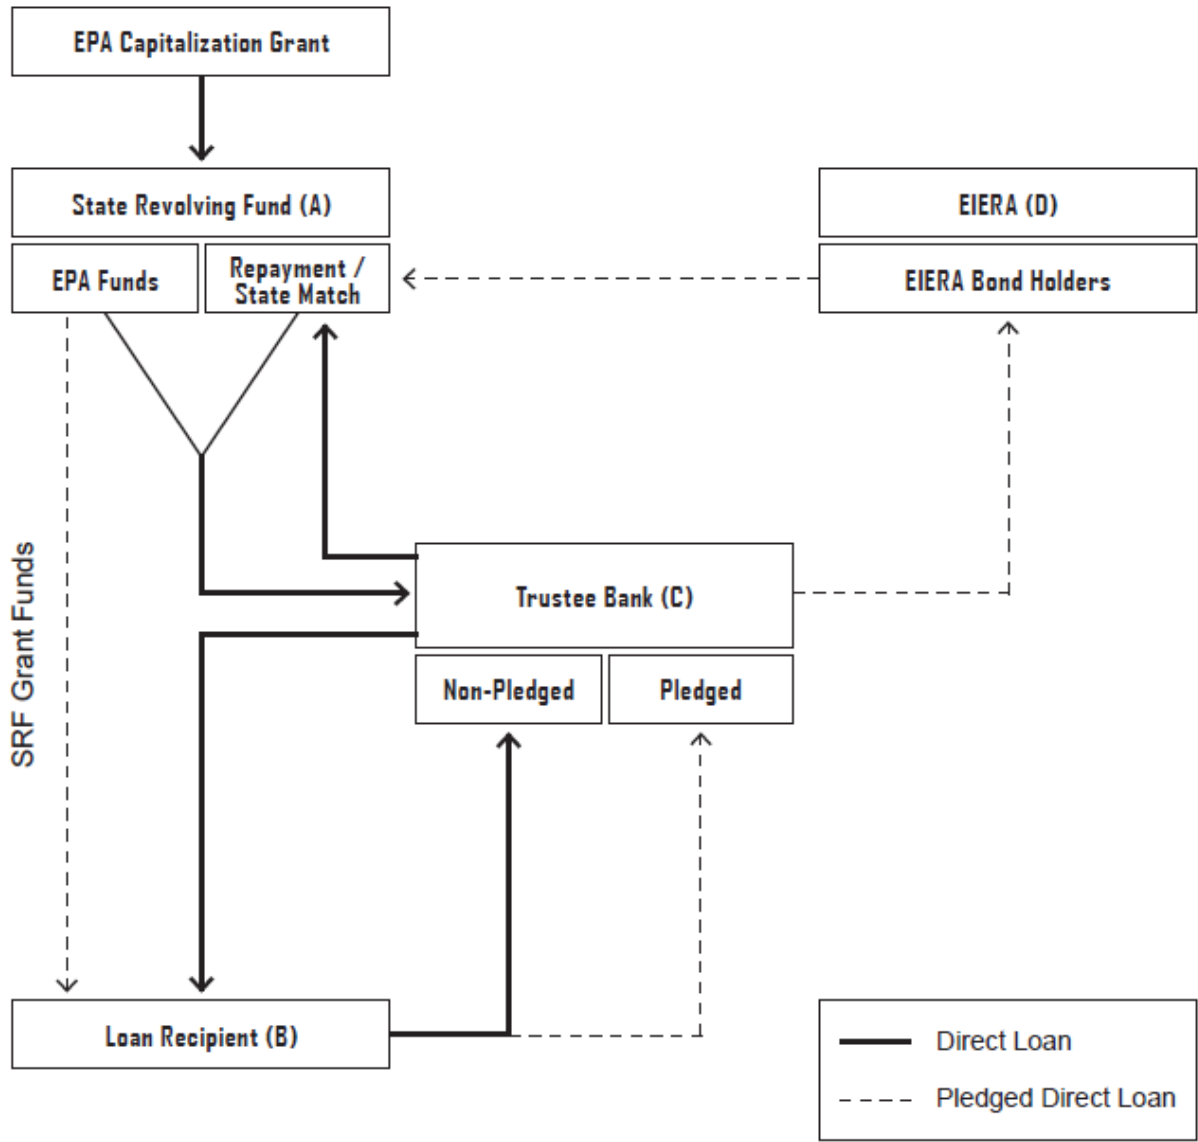 EPA Capitalization Grant
State Revolving Fund (A)
EPA Funds
Repayment /
State Match
EIERA (D)
EIERA Bond Holders
SRF Grant Funds
Trustee Bank (C)
Non-Pledged
Pledged
Loan Recipient (B)
Direct Loan
Pledged Direct Loan